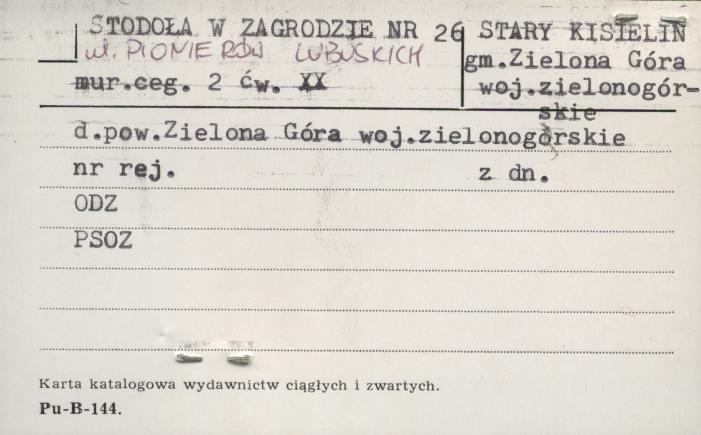 STODOŁA W ZAGRODZIE NR 26
ul. PIONIERÓW LUBUSKICH
mur.ceg. 2 ćw. XX
STARY KISIELIN
gm.Zielona Góra
woj.zielonogór-
skie
d.pow.Zielona Góra woj.zielonogórskie
nr rej. z dn.
ODZ
PSOZ
Karta katalogowa wydawnictw ciągłych i zwartych.
Pu-B-144.